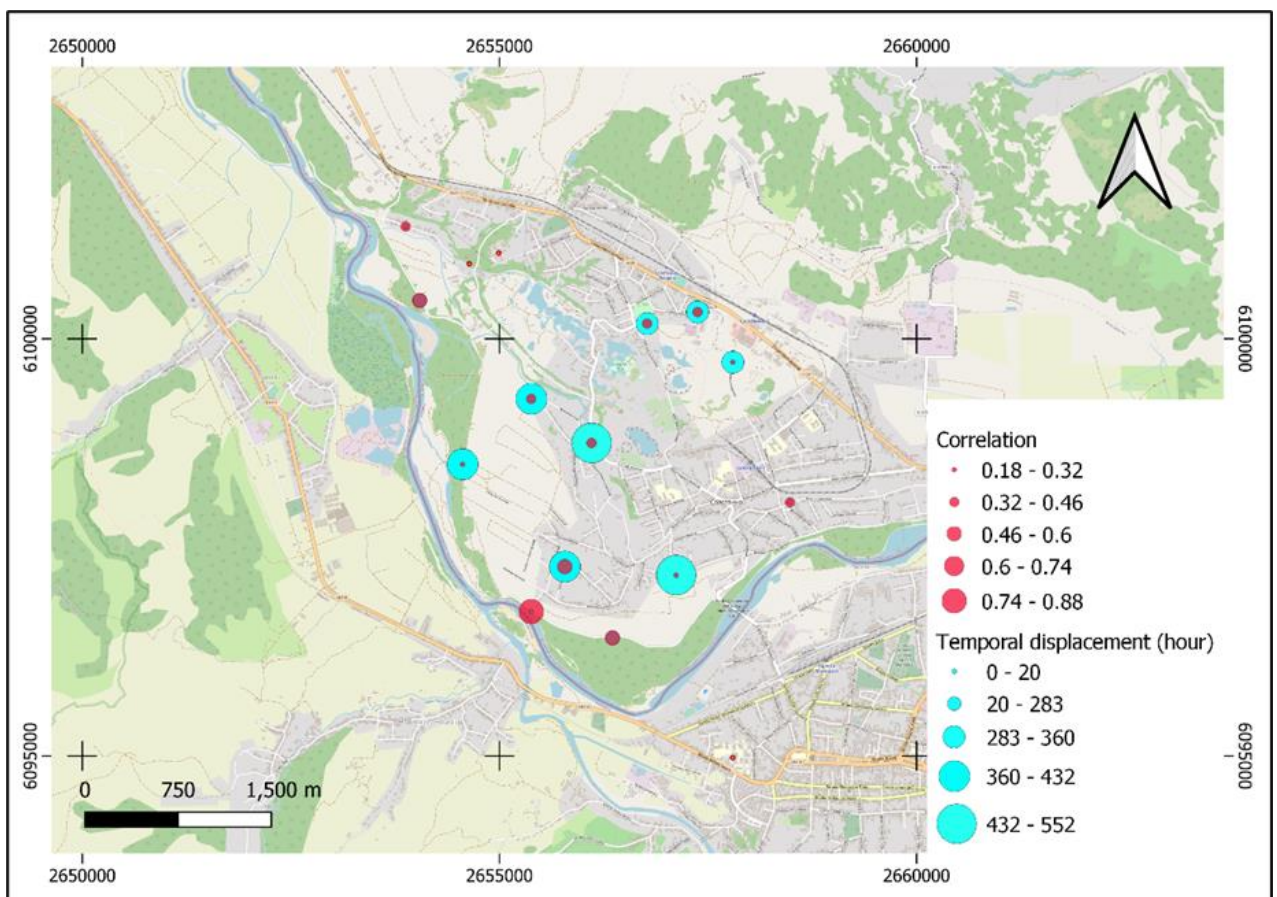 2650000
2655000
2660000
6100000
6100000
Correlation
0.18 - 0.32
0.32 - 0.46
0.46 - 0.6
0.6 - 0.74
0.74 - 0.88
Temporal displacement (hour)
0 - 20
20 - 283
283 - 360
360 - 432
432 - 552
6095000
6095000
0
750
1,500 m
2650000
2655000
2660000